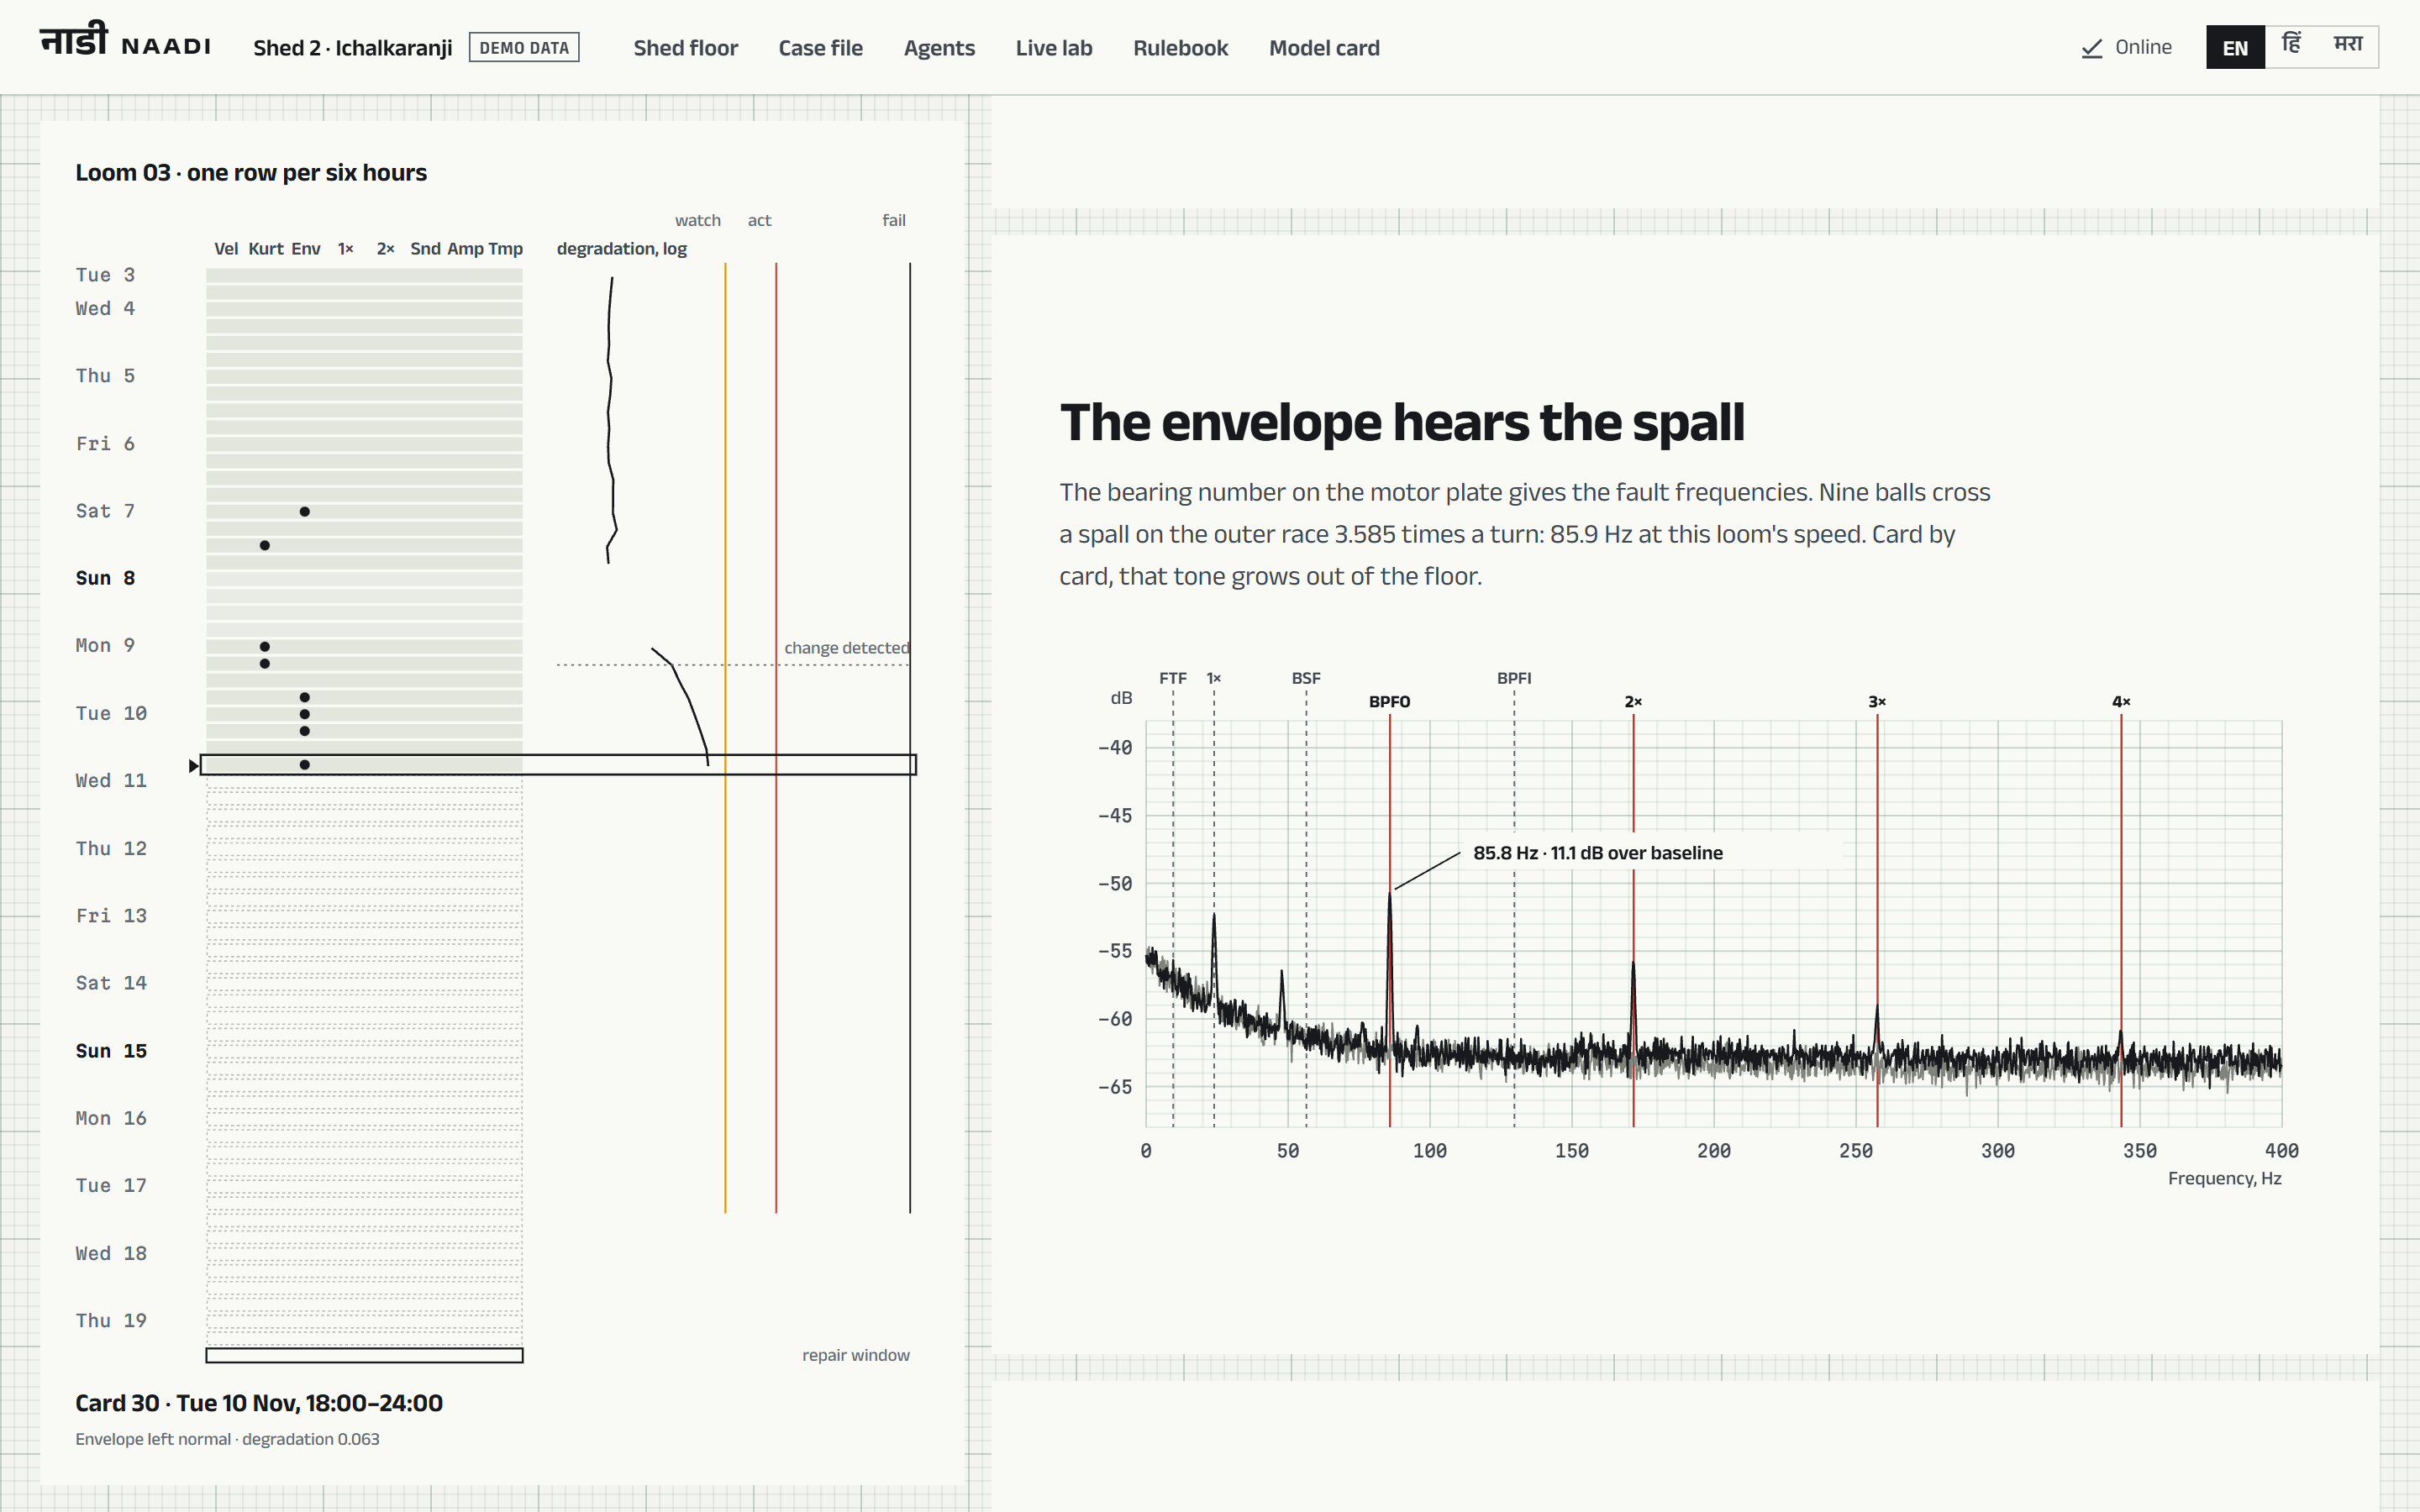 नाडी NAADI
Shed 2 · Ichalkaranji
DEMO DATA
Shed floor
Case file
Agents
Live lab
Rulebook
Model card
Online
EN
हिं
मरा
Loom 03 · one row per six hours
watch act fail
Vel Kurt Env 1× 2× Snd Amp Tmp degradation, log
Tue 3
Wed 4
Thu 5
Fri 6
Sat 7
Sun 8
Mon 9
change detected
Tue 10
Wed 11
Thu 12
Fri 13
Sat 14
Sun 15
Mon 16
Tue 17
Wed 18
Thu 19
repair window
Card 30 · Tue 10 Nov, 18:00–24:00
Envelope left normal · degradation 0.063
The envelope hears the spall
The bearing number on the motor plate gives the fault frequencies. Nine balls cross
a spall on the outer race 3.585 times a turn: 85.9 Hz at this loom's speed. Card by
card, that tone grows out of the floor.
FTF 1× BSF BPFI
dB BPFO 2× 3× 4×
−40
−45
85.8 Hz · 11.1 dB over baseline
−50
−55
−60
−65
0 50 100 150 200 250 300 350 400
Frequency, Hz